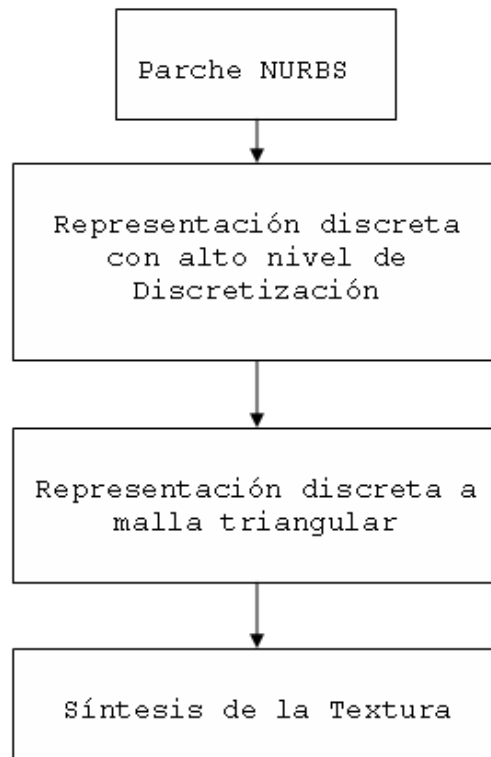 Parche NURBS
Representación discreta
con alto nivel de
Discretización
Representación discreta a
malla triangular
Síntesis de la Textura